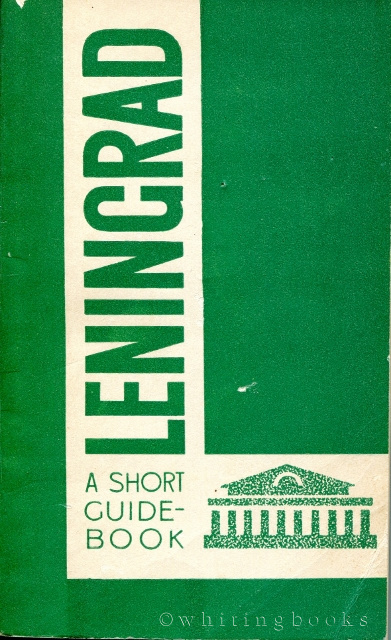 LENINGRAD
A SHORT
GUIDE-
BOOK
©whitingbooks